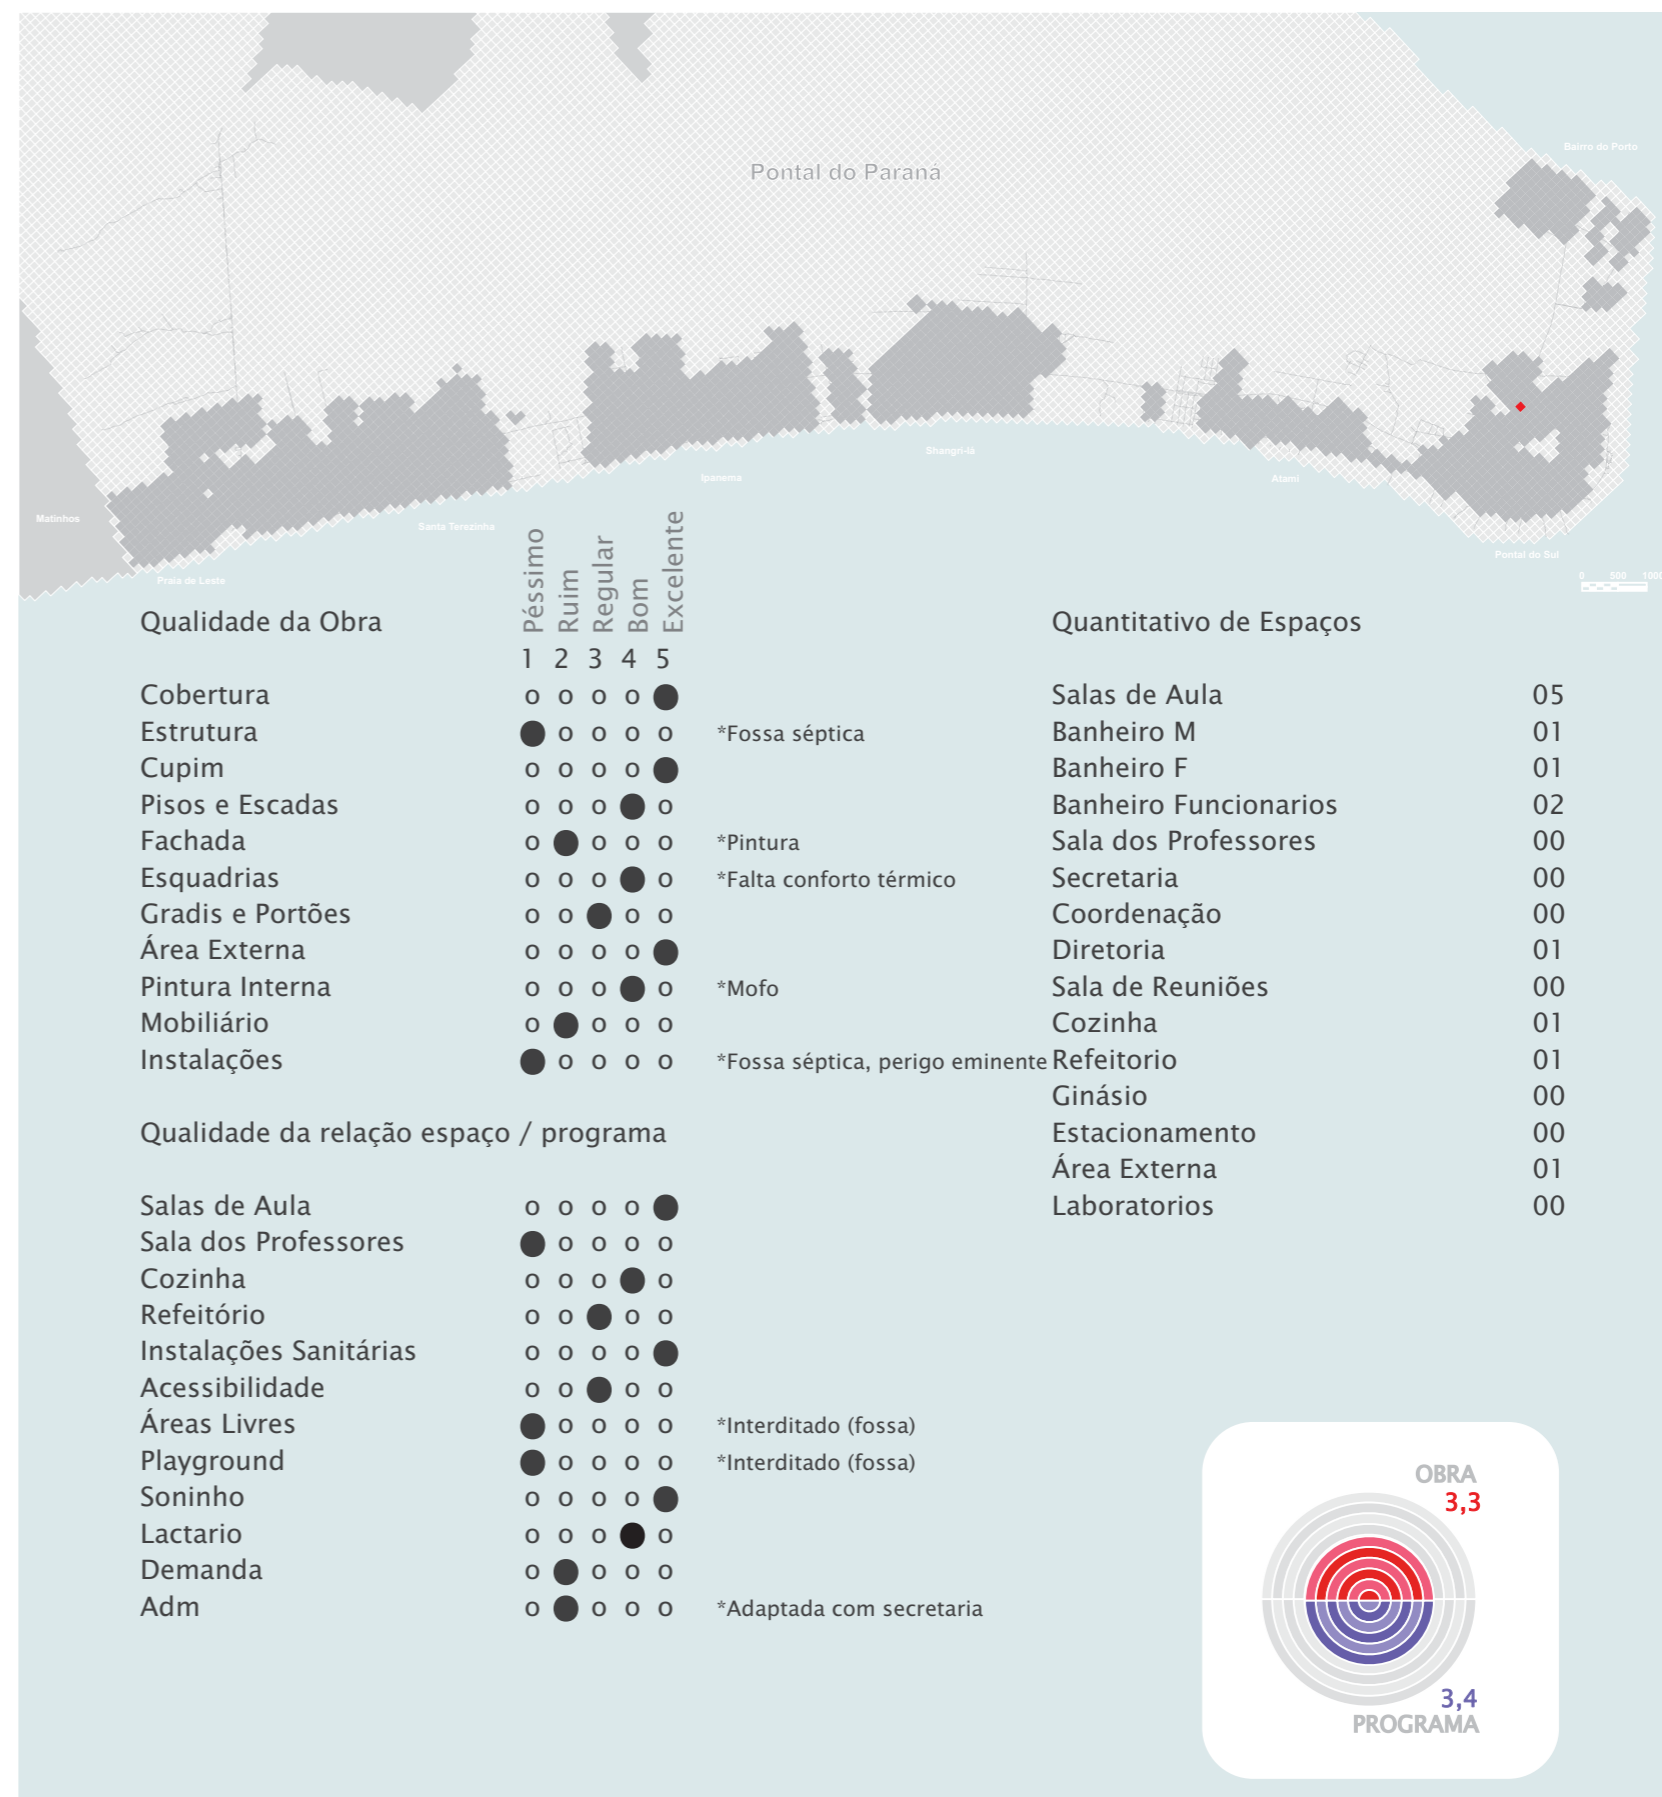 Bairro do Porto
Pontal do Paraná
Shangri-lá
Ipanema
Atami
Matinhos
Santa Terezinha
Pontal do Sul
Praia de Leste
0 500 1000
Qualidade da Obra
Péssimo
Ruim
Regular
Bom
Excelente
1 2 3 4 5
Cobertura o o o o ●
Estrutura ● o o o o *Fossa séptica
Cupim o o o o ●
Pisos e Escadas o o o ● o
Fachada o ● o o o *Pintura
Esquadrias o o o ● o *Falta conforto térmico
Gradis e Portões o o ● o o
Área Externa o o o o ●
Pintura Interna o o o ● o *Mofo
Mobiliário o ● o o o
Instalações ● o o o o *Fossa séptica, perigo eminente
Qualidade da relação espaço / programa
Salas de Aula o o o o ●
Sala dos Professores ● o o o o
Cozinha o o o ● o
Refeitório o o ● o o
Instalações Sanitárias o o o o ●
Acessibilidade o o ● o o
Áreas Livres ● o o o o *Interditado (fossa)
Playground ● o o o o *Interditado (fossa)
Soninho o o o o ●
Lactario o o o ● o
Demanda o ● o o o
Adm o ● o o o *Adaptada com secretaria
Quantitativo de Espaços
Salas de Aula 05
Banheiro M 01
Banheiro F 01
Banheiro Funcionarios 02
Sala dos Professores 00
Secretaria 00
Coordenação 00
Diretoria 01
Sala de Reuniões 00
Cozinha 01
Refeitorio 01
Ginásio 00
Estacionamento 00
Área Externa 01
Laboratorios 00
OBRA
3,3
3,4
PROGRAMA